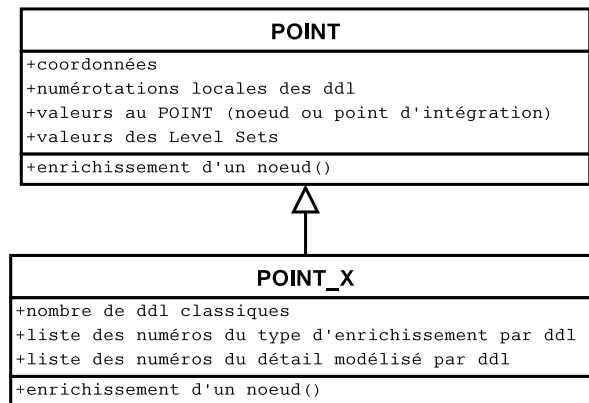 POINT
+coordonnées
+numérotations locales des ddl
+valeurs au POINT (noeud ou point d'intégration)
+valeurs des Level Sets
+enrichissement d'un noeud()
POINT_X
+nombre de ddl classiques
+liste des numéros du type d'enrichissement par ddl
+liste des numéros du détail modélisé par ddl
+enrichissement d'un noeud()